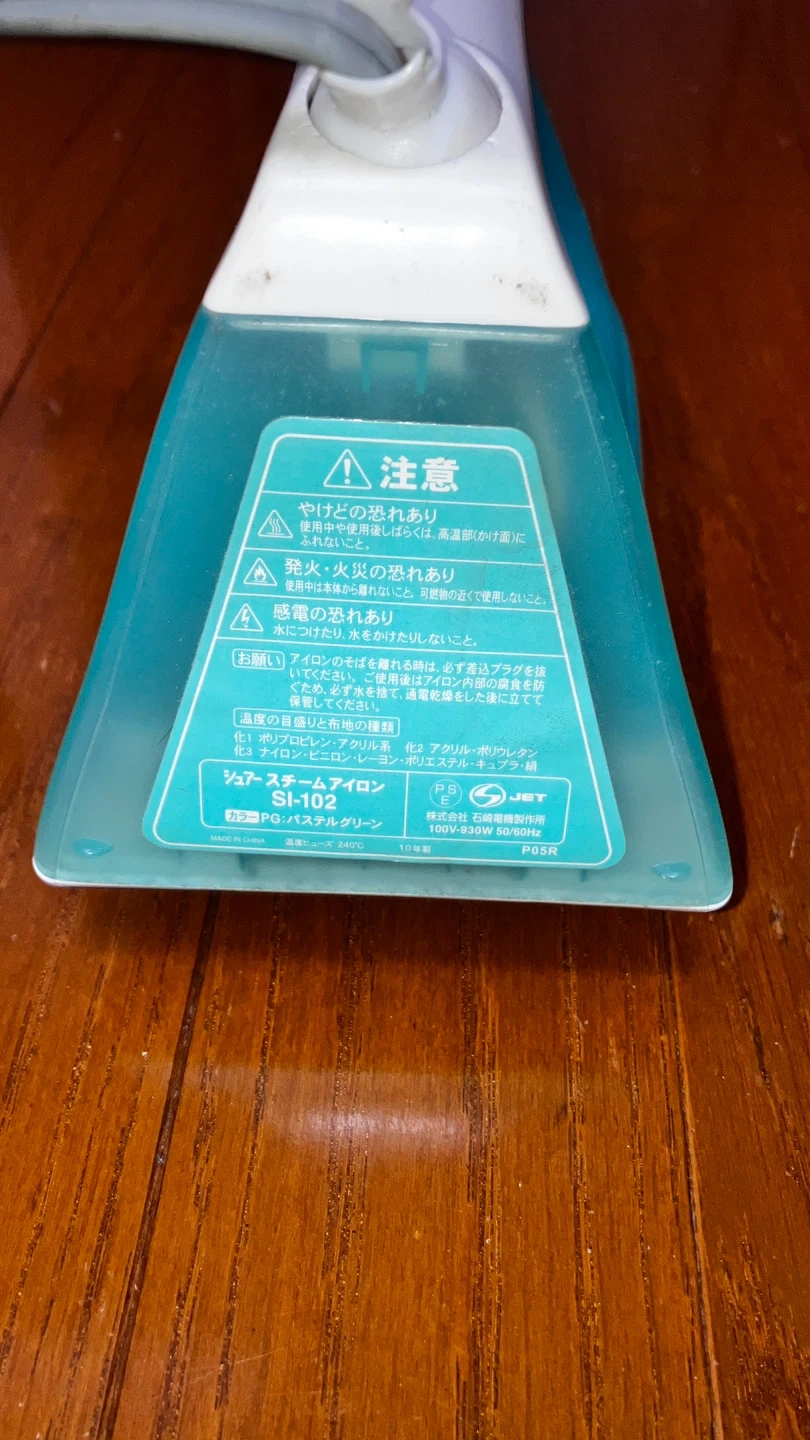 注意
やけどの恐れあり
使用中や使用後しばらくは、高温部(かけ面)に
ふれないこと。
発火・火災の恐れあり
使用中は本体から離れないこと。可燃物の近くで使用しないこと。
感電の恐れあり
水につけたり、水をかけたりしないこと。
お願い アイロンのそばを離れる時は、必ず差込プラグを抜
いてください。ご使用後はアイロン内部の腐食を防
ぐため、必ず水を捨て、通電乾燥をした後に立てて
保管してください。
温度の目盛りと布地の種類
化1 ポリプロピレン・アクリル系 化2 アクリル・ポリウレタン
化3 ナイロン・ビニロン・レーヨン・ポリエステル・キュプラ・絹
シュアー スチームアイロン
SI-102
カラー PG:パステルグリーン
PS
E
JET
株式会社 石崎電機製作所
100V-930W 50/60Hz
MADE IN CHINA 温度ヒューズ 240℃ 10年製 P05R